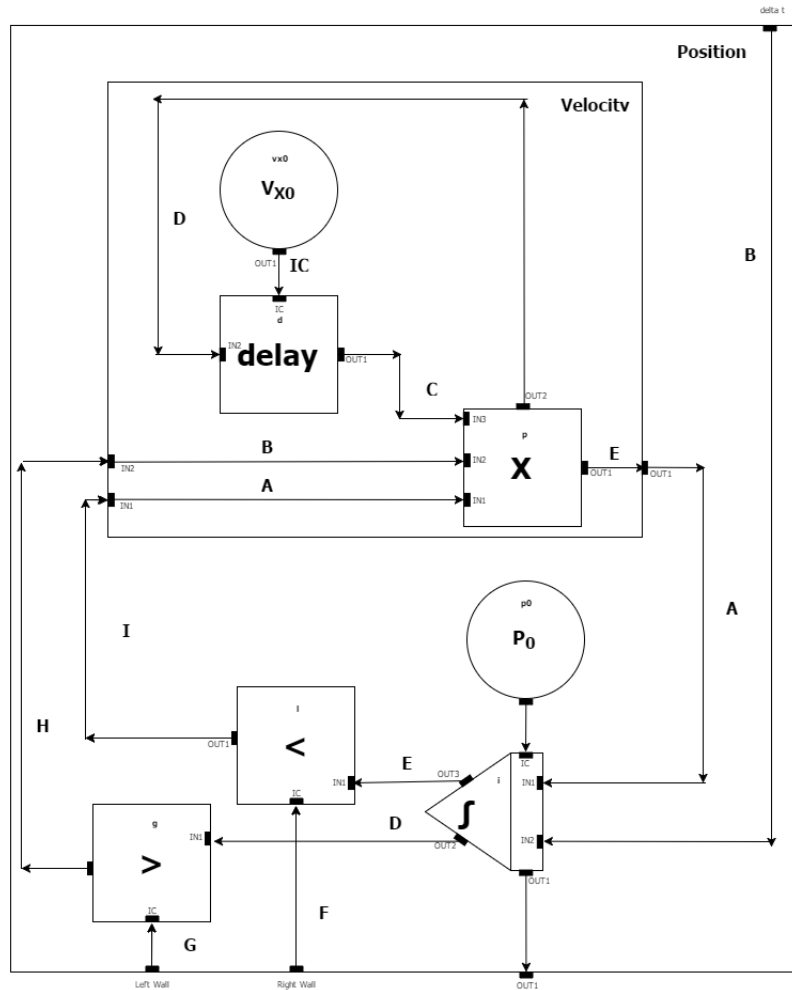 delta t
Position
Velocity
vx0
VX0
D
B
OUT1
IC
IC
d
delay
IN2
OUT1
C
OUT2
p
IN3
B
IN2
X
E
IN2
OUT1
OUT1
A
IN1
IN1
p0
P0
A
I
l
<
OUT1
H
E
OUT3
i
IC
IN1
IN1
IC
∫
g
D
IN1
OUT2
IN2
>
OUT1
IC
F
G
Left Wall
Right Wall
OUT1